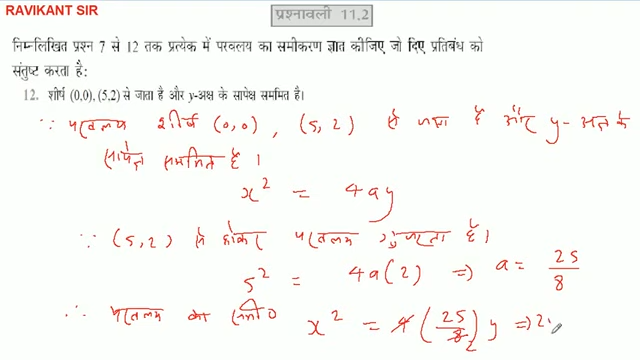 RAVIKANT SIR
प्रश्नावली 11.2
निम्नलिखित प्रश्न 7 से 12 तक प्रत्येक में परवलय का समीकरण ज्ञात कीजिए जो दिए प्रतिबंध को
संतुष्ट करता है:
12. शीर्ष (0,0), (5,2) से जाता है और y-अक्ष के सापेक्ष सममित है।
∵ परवलय शीर्ष (0,0), (5,2) से जाता है और y-अक्ष के
सापेक्ष सममित है।
x² = 4ay
∵ (5,2) से होकर परवलय गुजरता है।
5² = 4a(2) ⇒ a = 25/8
∴ परवलय का समी० x² = 4(25/8) y ⇒ 2